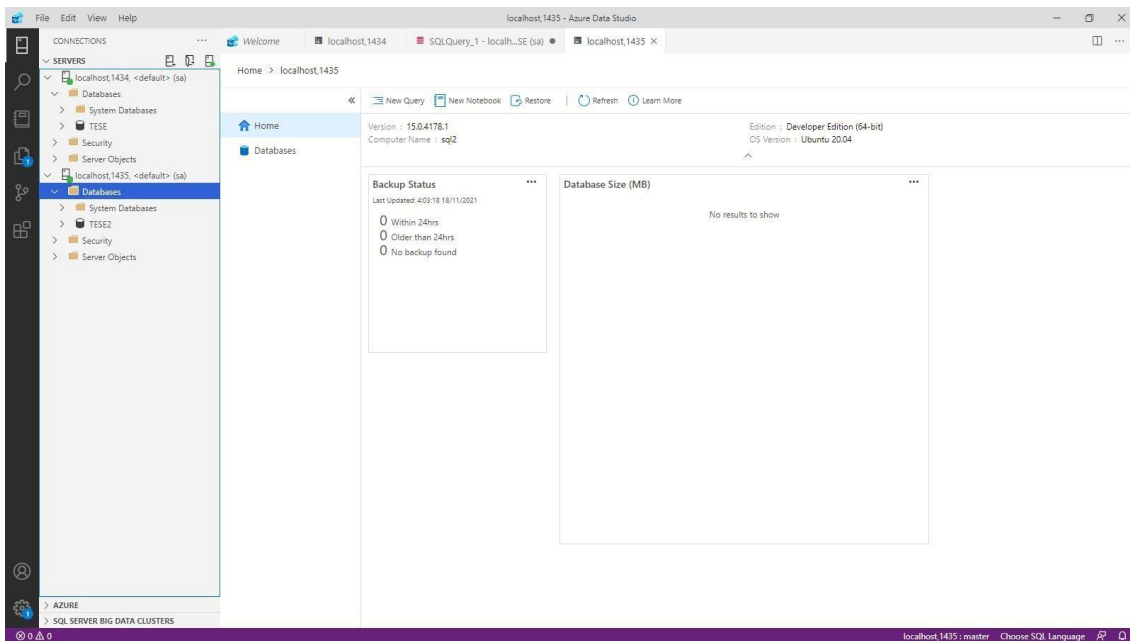 File Edit View Help
localhost,1435 - Azure Data Studio
CONNECTIONS
Welcome
localhost,1434
SQLQuery_1 - localh...SE (sa)
localhost,1435
SERVERS
localhost,1434, <default> (sa)
Databases
System Databases
TESE
Security
Server Objects
localhost,1435, <default> (sa)
Databases
System Databases
TESE2
Security
Server Objects
AZURE
SQL SERVER BIG DATA CLUSTERS
Home > localhost,1435
Home
Databases
New Query New Notebook Restore Refresh Learn More
Version : 15.0.4178.1
Computer Name : sql2
Edition : Developer Edition (64-bit)
OS Version : Ubuntu 20.04
Backup Status
Last Updated: 4:03:18 18/11/2021
0 Within 24hrs
0 Older than 24hrs
0 No backup found
Database Size (MB)
No results to show
1
1
0 0
localhost,1435 : master Choose SQL Language